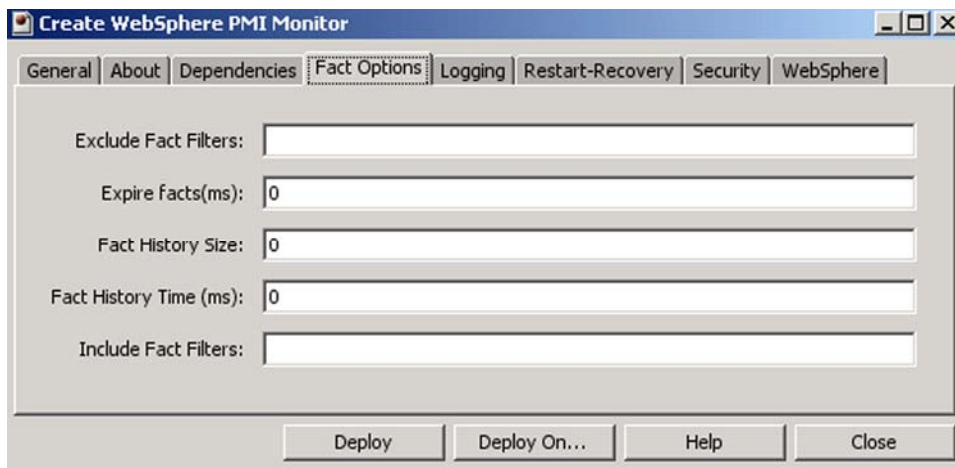 Create WebSphere PMI Monitor
General About Dependencies Fact Options Logging Restart-Recovery Security WebSphere
Exclude Fact Filters:
Expire facts(ms): 0
Fact History Size: 0
Fact History Time (ms): 0
Include Fact Filters:
Deploy Deploy On... Help Close